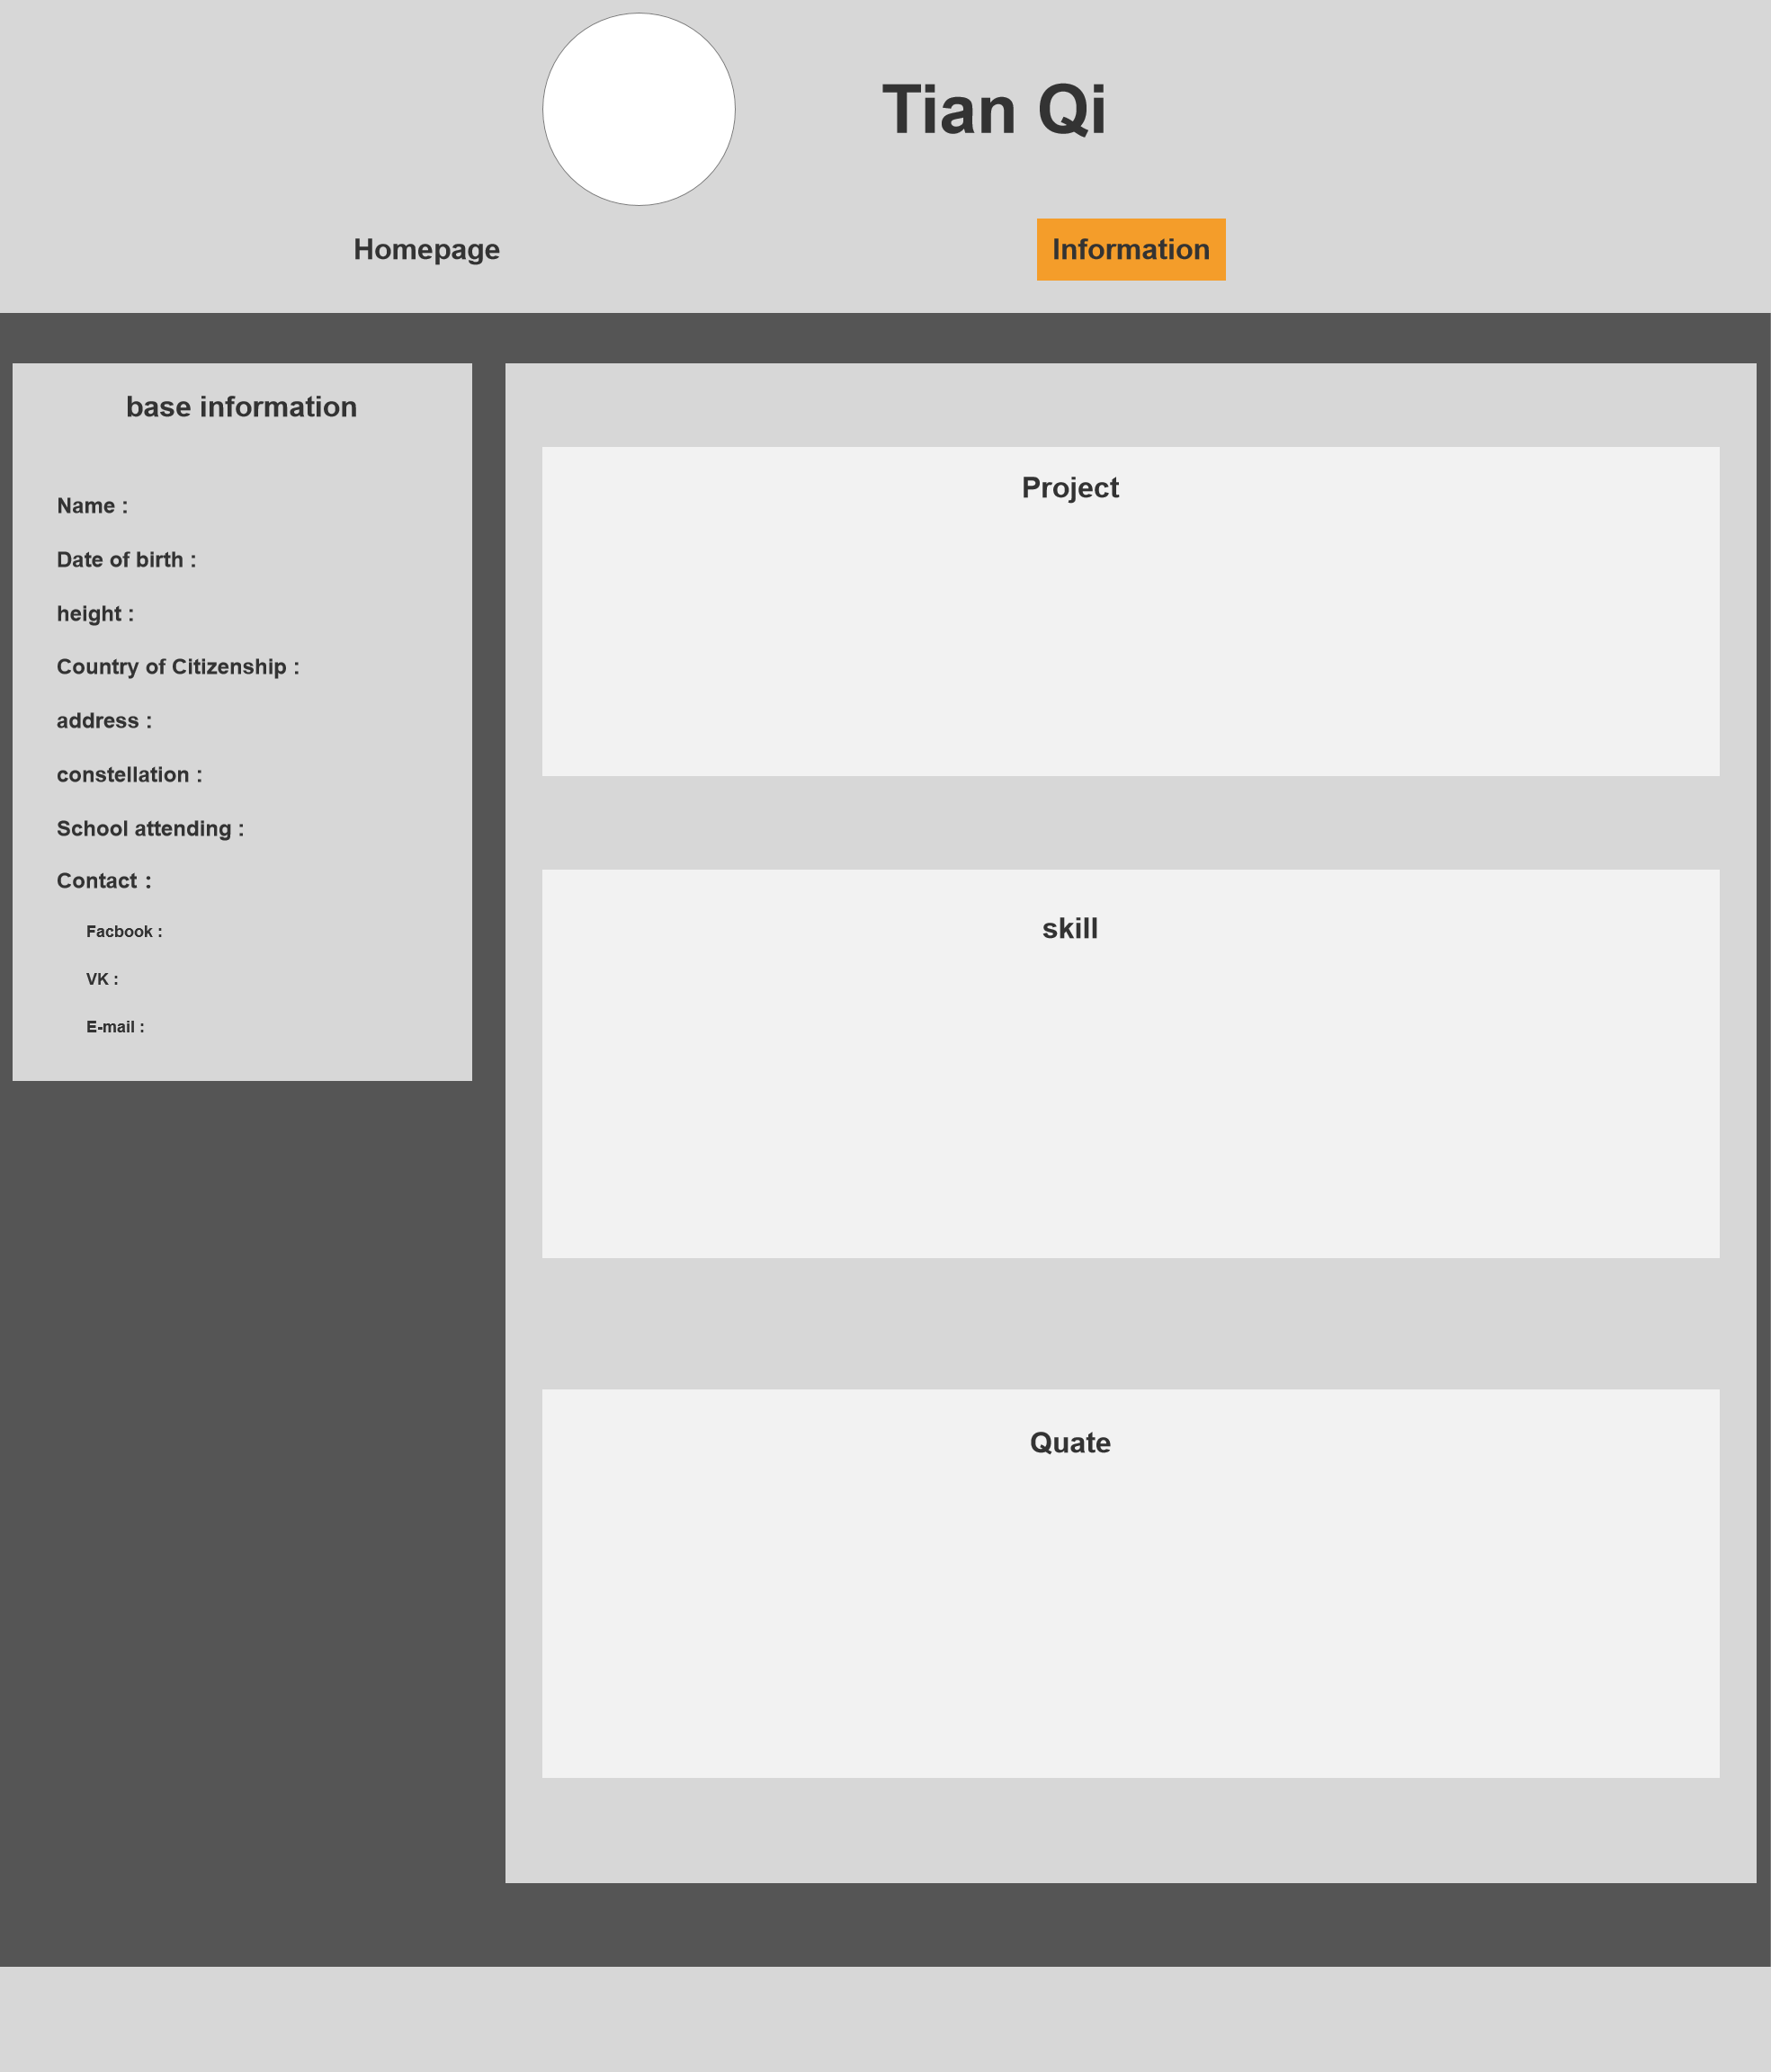 Tian Qi
Homepage
Information
base information
Name :
Date of birth :
height :
Country of Citizenship :
address :
constellation :
School attending :
Contact：
Facbook :
VK :
E-mail :
Project
skill
Quate